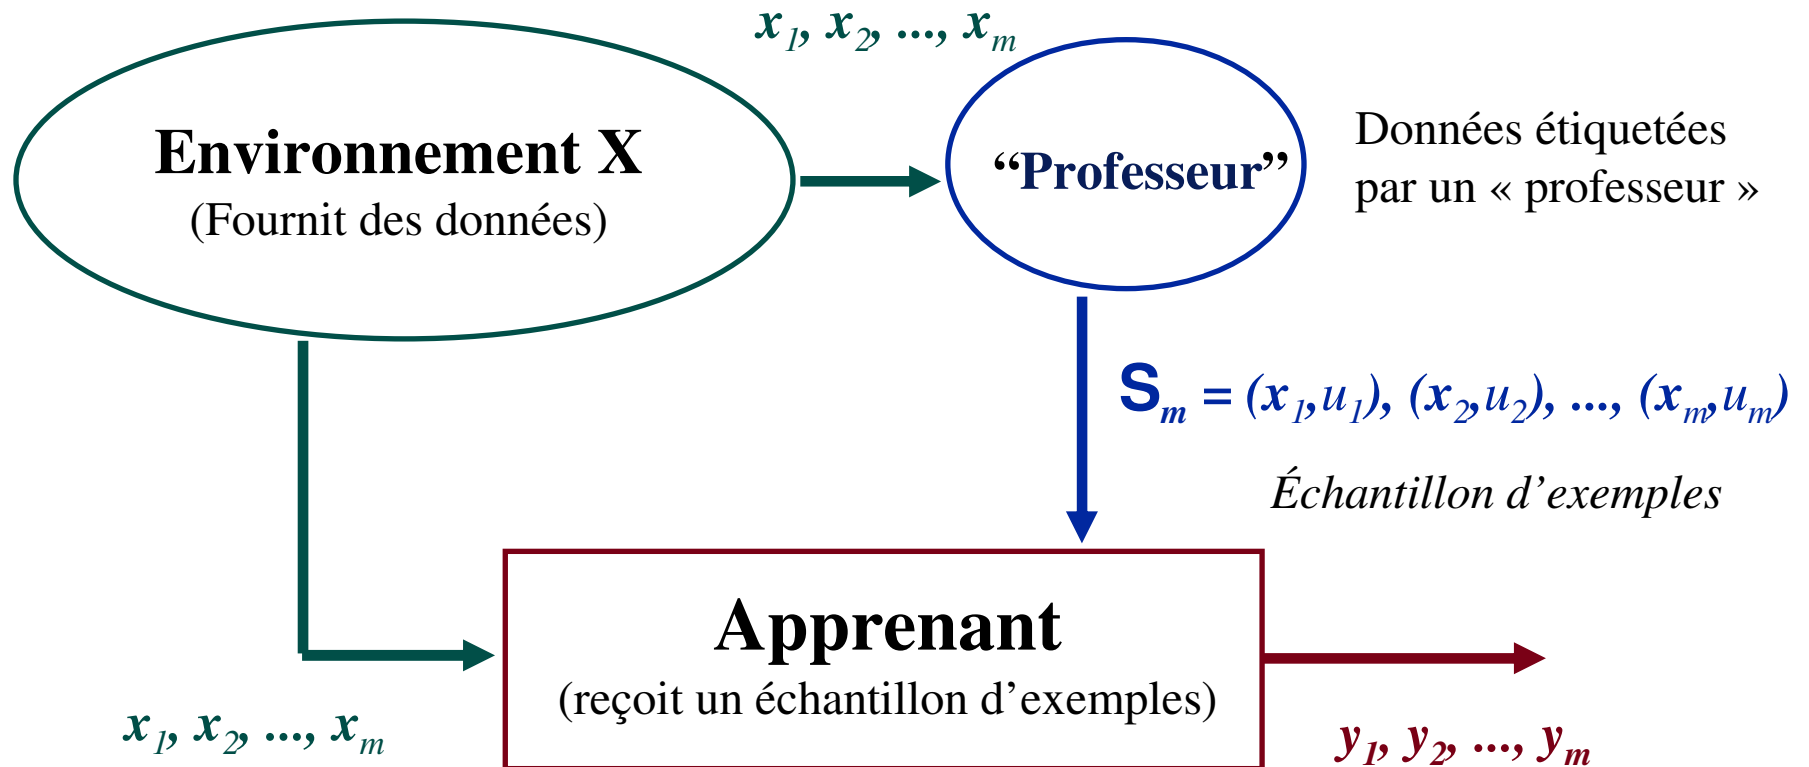 x1, x2, ..., xm
Environnement X
(Fournit des données)
“Professeur”
Données étiquetées
par un « professeur »
Sm = (x1,u1), (x2,u2), ..., (xm,um)
Échantillon d’exemples
Apprenant
(reçoit un échantillon d’exemples)
x1, x2, ..., xm
y1, y2, ..., ym